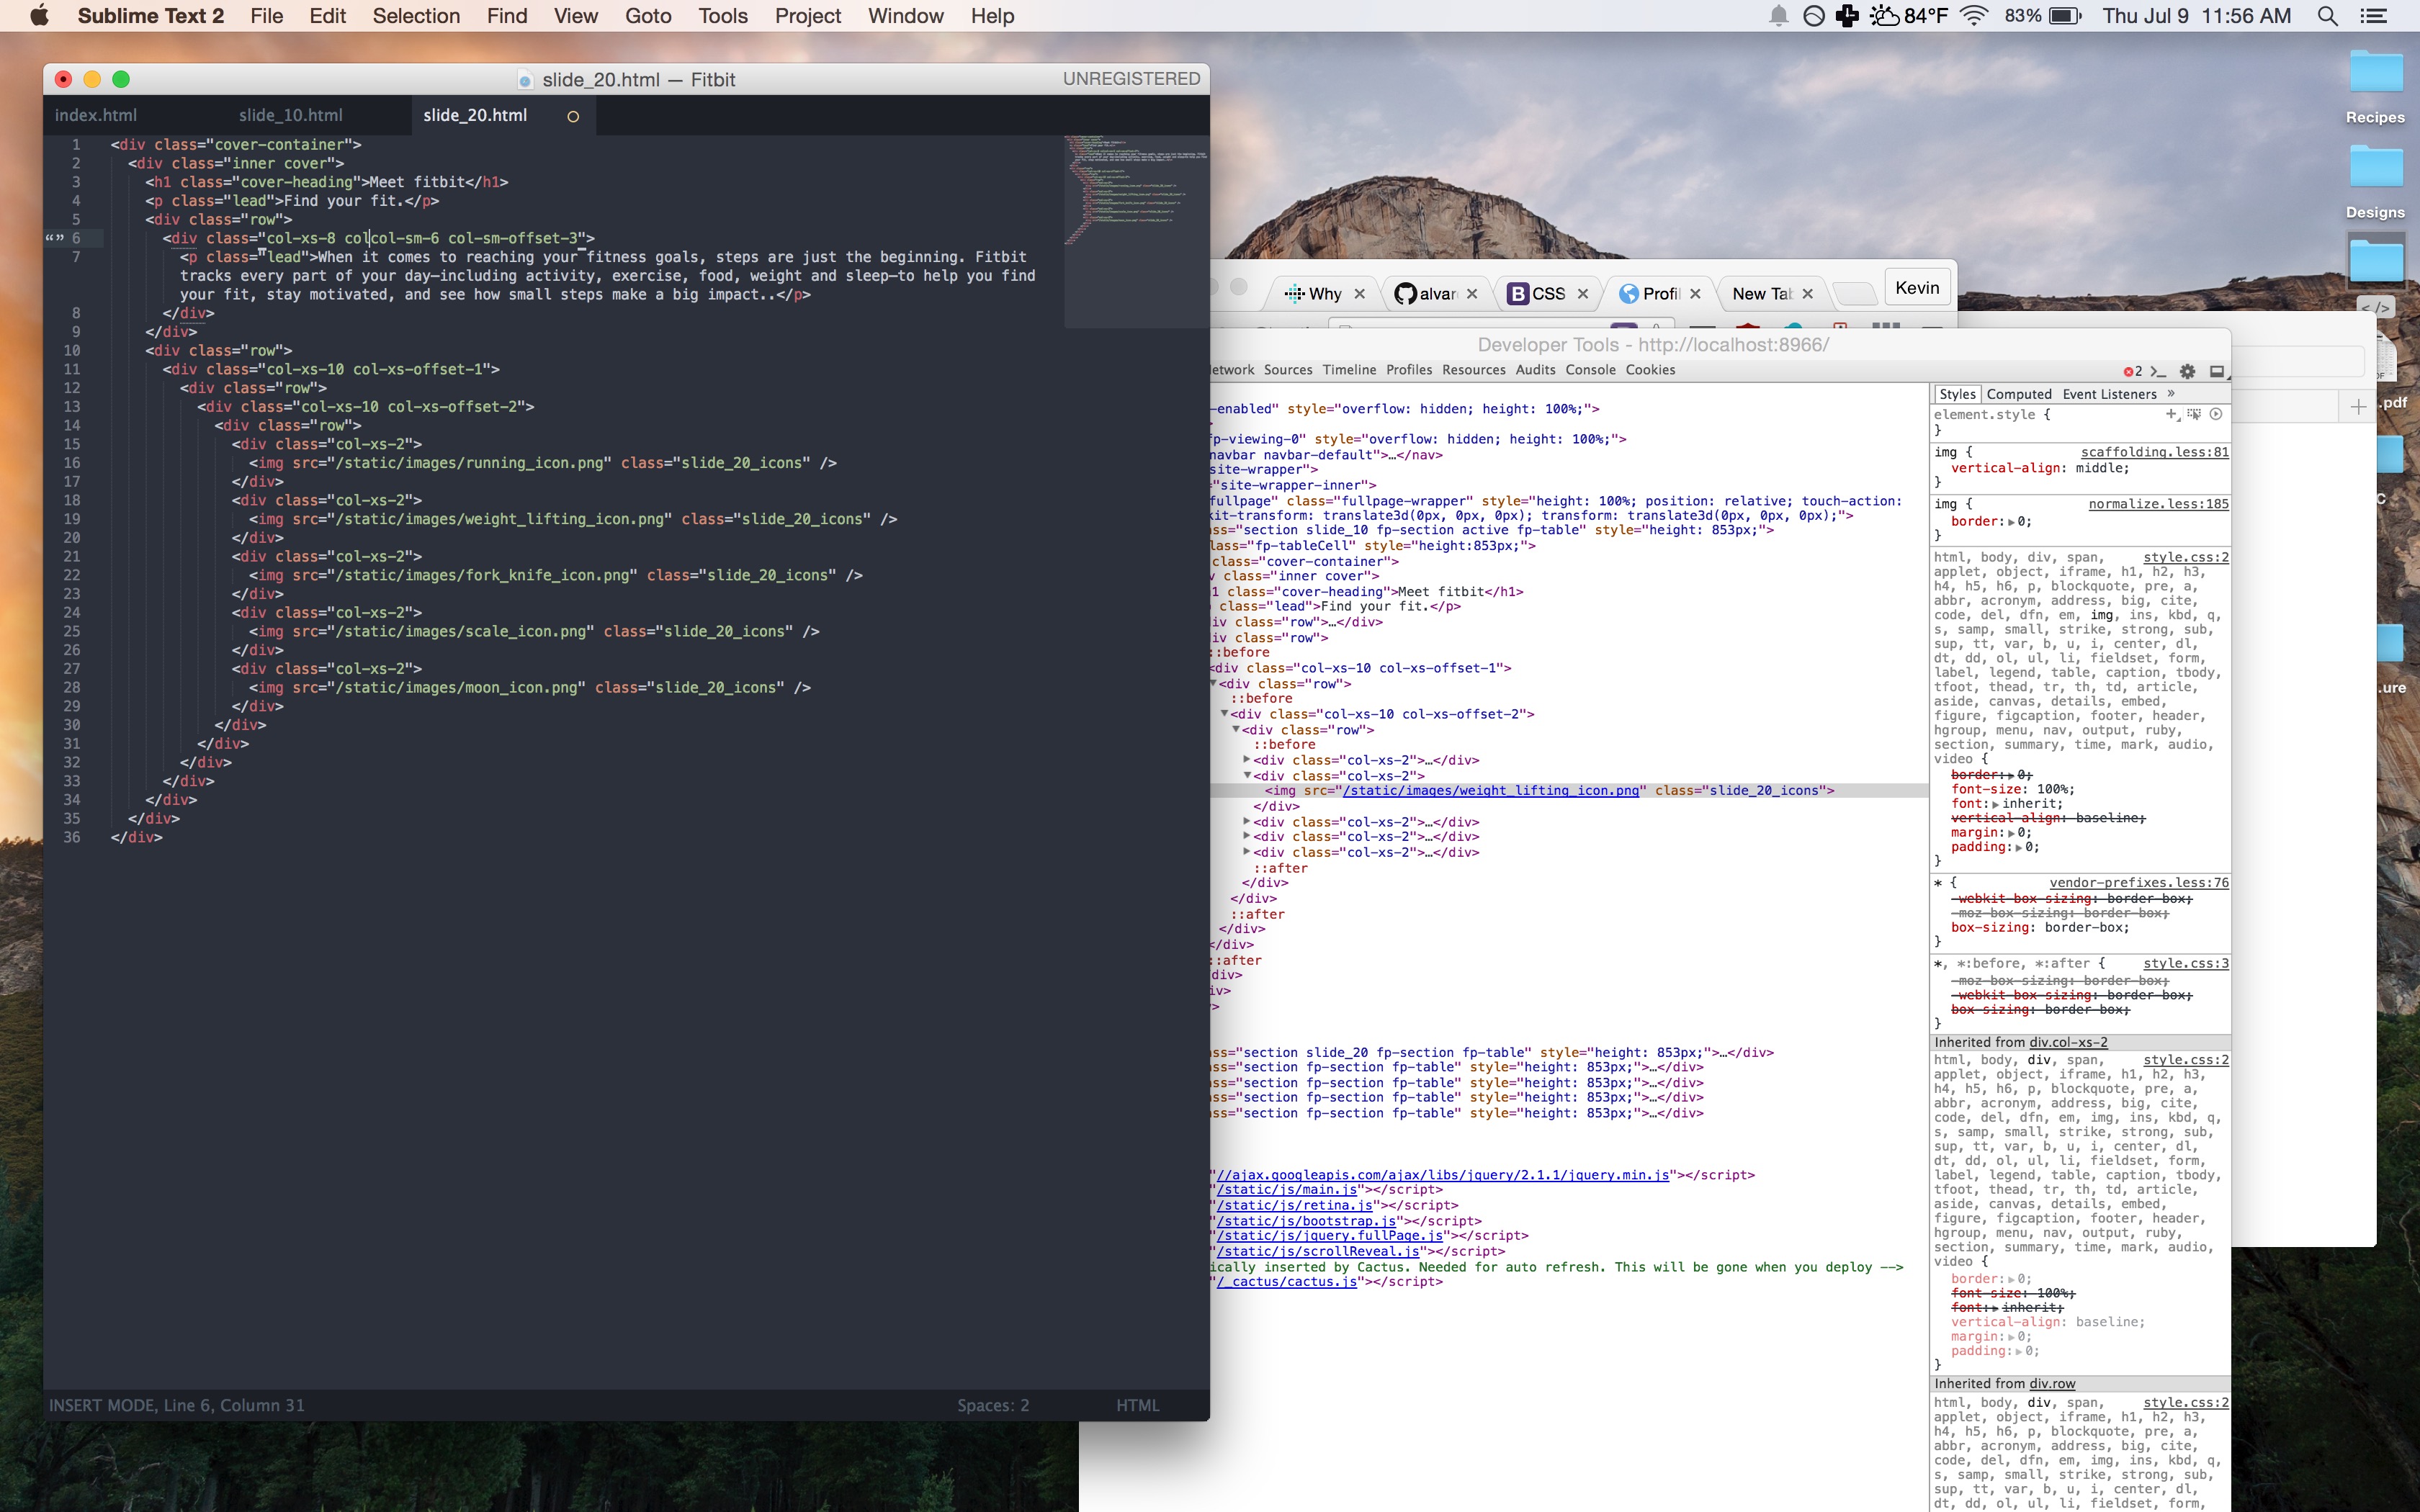 Sublime Text 2 File Edit Selection Find View Goto Tools Project Window Help 84°F 83% Thu Jul 9 11:56 AM
slide_20.html — Fitbit UNREGISTERED
index.html slide_10.html slide_20.html
1 <div class="cover-container">
2 <div class="inner cover">
3 <h1 class="cover-heading">Meet fitbit</h1>
4 <p class="lead">Find your fit.</p>
5 <div class="row">
“” 6 <div class="col-xs-8 colcol-sm-6 col-sm-offset-3">
7 <p class="lead">When it comes to reaching your fitness goals, steps are just the beginning. Fitbit
tracks every part of your day—including activity, exercise, food, weight and sleep—to help you find
your fit, stay motivated, and see how small steps make a big impact..</p>
8 </div>
9 </div>
10 <div class="row">
11 <div class="col-xs-10 col-xs-offset-1">
12 <div class="row">
13 <div class="col-xs-10 col-xs-offset-2">
14 <div class="row">
15 <div class="col-xs-2">
16 <img src="/static/images/running_icon.png" class="slide_20_icons" />
17 </div>
18 <div class="col-xs-2">
19 <img src="/static/images/weight_lifting_icon.png" class="slide_20_icons" />
20 </div>
21 <div class="col-xs-2">
22 <img src="/static/images/fork_knife_icon.png" class="slide_20_icons" />
23 </div>
24 <div class="col-xs-2">
25 <img src="/static/images/scale_icon.png" class="slide_20_icons" />
26 </div>
27 <div class="col-xs-2">
28 <img src="/static/images/moon_icon.png" class="slide_20_icons" />
29 </div>
30 </div>
31 </div>
32 </div>
33 </div>
34 </div>
35 </div>
36 </div>
INSERT MODE, Line 6, Column 31 Spaces: 2 HTML
Why alvar CSS Profil New Tab Kevin
Developer Tools - http://localhost:8966/
etwork Sources Timeline Profiles Resources Audits Console Cookies 2
-enabled" style="overflow: hidden; height: 100%;">
>
fp-viewing-0" style="overflow: hidden; height: 100%;">
navbar navbar-default">…</nav>
site-wrapper">
="site-wrapper-inner">
fullpage" class="fullpage-wrapper" style="height: 100%; position: relative; touch-action:
kit-transform: translate3d(0px, 0px, 0px); transform: translate3d(0px, 0px, 0px);">
ass="section slide_10 fp-section active fp-table" style="height: 853px;">
lass="fp-tableCell" style="height:853px;">
class="cover-container">
v class="inner cover">
1 class="cover-heading">Meet fitbit</h1>
class="lead">Find your fit.</p>
iv class="row">…</div>
iv class="row">
::before
<div class="col-xs-10 col-xs-offset-1">
<div class="row">
::before
<div class="col-xs-10 col-xs-offset-2">
<div class="row">
::before
<div class="col-xs-2">…</div>
<div class="col-xs-2">
<img src="/static/images/weight_lifting_icon.png" class="slide_20_icons">
</div>
<div class="col-xs-2">…</div>
<div class="col-xs-2">…</div>
<div class="col-xs-2">…</div>
::after
</div>
</div>
::after
</div>
</div>
::after
div>
iv>
>
ass="section slide_20 fp-section fp-table" style="height: 853px;">…</div>
ass="section fp-section fp-table" style="height: 853px;">…</div>
ass="section fp-section fp-table" style="height: 853px;">…</div>
ass="section fp-section fp-table" style="height: 853px;">…</div>
ass="section fp-section fp-table" style="height: 853px;">…</div>
"//ajax.googleapis.com/ajax/libs/jquery/2.1.1/jquery.min.js"></script>
"/static/js/main.js"></script>
"/static/js/retina.js"></script>
"/static/js/bootstrap.js"></script>
"/static/js/jquery.fullPage.js"></script>
"/static/js/scrollReveal.js"></script>
ically inserted by Cactus. Needed for auto refresh. This will be gone when you deploy -->
"/_cactus/cactus.js"></script>
Styles Computed Event Listeners »
element.style {
}
img { scaffolding.less:81
vertical-align: middle;
}
img { normalize.less:185
border: 0;
}
html, body, div, span, style.css:2
applet, object, iframe, h1, h2, h3,
h4, h5, h6, p, blockquote, pre, a,
abbr, acronym, address, big, cite,
code, del, dfn, em, img, ins, kbd, q,
s, samp, small, strike, strong, sub,
sup, tt, var, b, u, i, center, dl,
dt, dd, ol, ul, li, fieldset, form,
label, legend, table, caption, tbody,
tfoot, thead, tr, th, td, article,
aside, canvas, details, embed,
figure, figcaption, footer, header,
hgroup, menu, nav, output, ruby,
section, summary, time, mark, audio,
video {
border: 0;
font-size: 100%;
font: inherit;
vertical-align: baseline;
margin: 0;
padding: 0;
}
* { vendor-prefixes.less:76
-webkit-box-sizing: border-box;
-moz-box-sizing: border-box;
box-sizing: border-box;
}
*, *:before, *:after { style.css:3
-moz-box-sizing: border-box;
-webkit-box-sizing: border-box;
box-sizing: border-box;
}
Inherited from div.col-xs-2
html, body, div, span, style.css:2
applet, object, iframe, h1, h2, h3,
h4, h5, h6, p, blockquote, pre, a,
abbr, acronym, address, big, cite,
code, del, dfn, em, img, ins, kbd, q,
s, samp, small, strike, strong, sub,
sup, tt, var, b, u, i, center, dl,
dt, dd, ol, ul, li, fieldset, form,
label, legend, table, caption, tbody,
tfoot, thead, tr, th, td, article,
aside, canvas, details, embed,
figure, figcaption, footer, header,
hgroup, menu, nav, output, ruby,
section, summary, time, mark, audio,
video {
border: 0;
font-size: 100%;
font: inherit;
vertical-align: baseline;
margin: 0;
padding: 0;
}
Inherited from div.row
html, body, div, span, style.css:2
applet, object, iframe, h1, h2, h3,
h4, h5, h6, p, blockquote, pre, a,
abbr, acronym, address, big, cite,
code, del, dfn, em, img, ins, kbd, q,
s, samp, small, strike, strong, sub,
sup, tt, var, b, u, i, center, dl,
dt, dd, ol, ul, li, fieldset, form,
Recipes
Designs
</>
.pdf
C
.ure